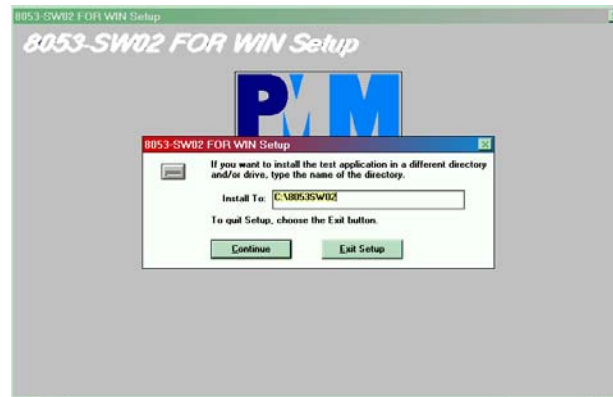 8053-SW02 FOR WIN Setup
8053-SW02 FOR WIN Setup
PMM
8053-SW02 FOR WIN Setup
If you want to install the test application in a different directory
and/or drive, type the name of the directory.
Install To: C:\8053SW02
To quit Setup, choose the Exit button.
Continue Exit Setup